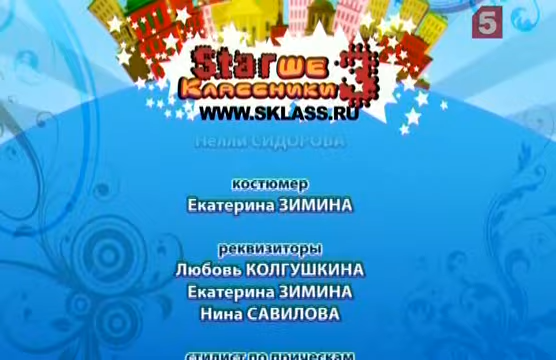 5
Starше 3
Классники
WWW.SKLASS.RU
Нелли СИДОРОВА
костюмер
Екатерина ЗИМИНА
реквизиторы
Любовь КОЛГУШКИНА
Екатерина ЗИМИНА
Нина САВИЛОВА
стилист по прическам